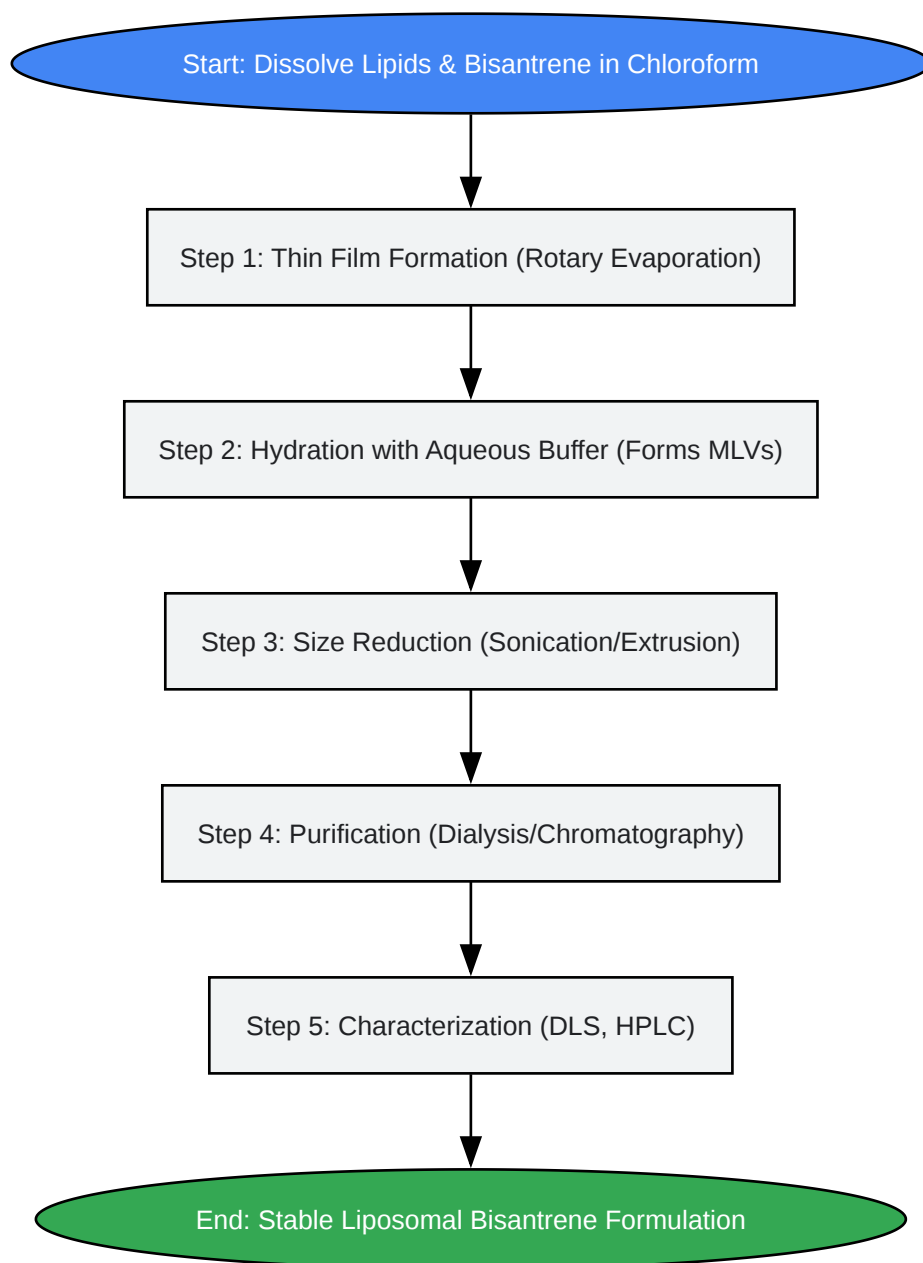 Start: Dissolve Lipids & Bisantrene in Chloroform
Step 1: Thin Film Formation (Rotary Evaporation)
Step 2: Hydration with Aqueous Buffer (Forms MLVs)
Step 3: Size Reduction (Sonication/Extrusion)
Step 4: Purification (Dialysis/Chromatography)
Step 5: Characterization (DLS, HPLC)
End: Stable Liposomal Bisantrene Formulation